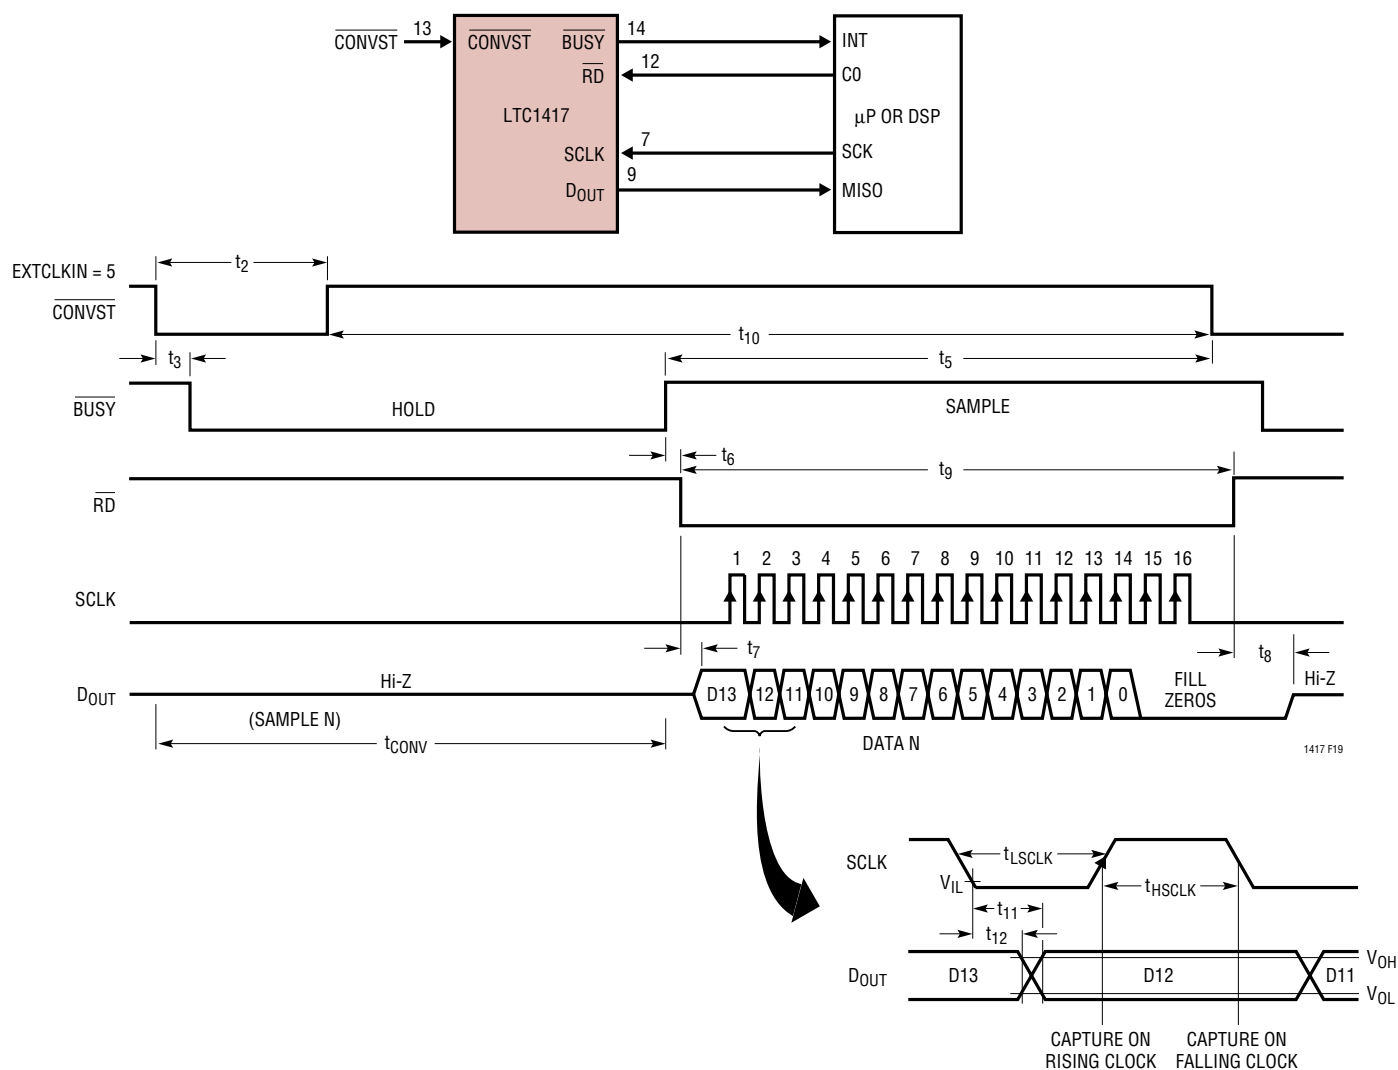 CONVST 13 CONVST BUSY 14 INT
RD 12 C0
LTC1417 µP OR DSP
SCLK 7 SCK
DOUT 9 MISO
EXTCLKIN = 5
t2
CONVST
t10
t3 t5
BUSY HOLD SAMPLE
t6 t9
RD
1 2 3 4 5 6 7 8 9 10 11 12 13 14 15 16
SCLK
t7 t8
DOUT Hi-Z D13 12 11 10 9 8 7 6 5 4 3 2 1 0 FILL ZEROS Hi-Z
(SAMPLE N)
tCONV DATA N
1417 F19
SCLK tLSCLK
VIL tHSCLK
t11
t12
VOH
DOUT D13 D12 D11
VOL
CAPTURE ON CAPTURE ON
RISING CLOCK FALLING CLOCK